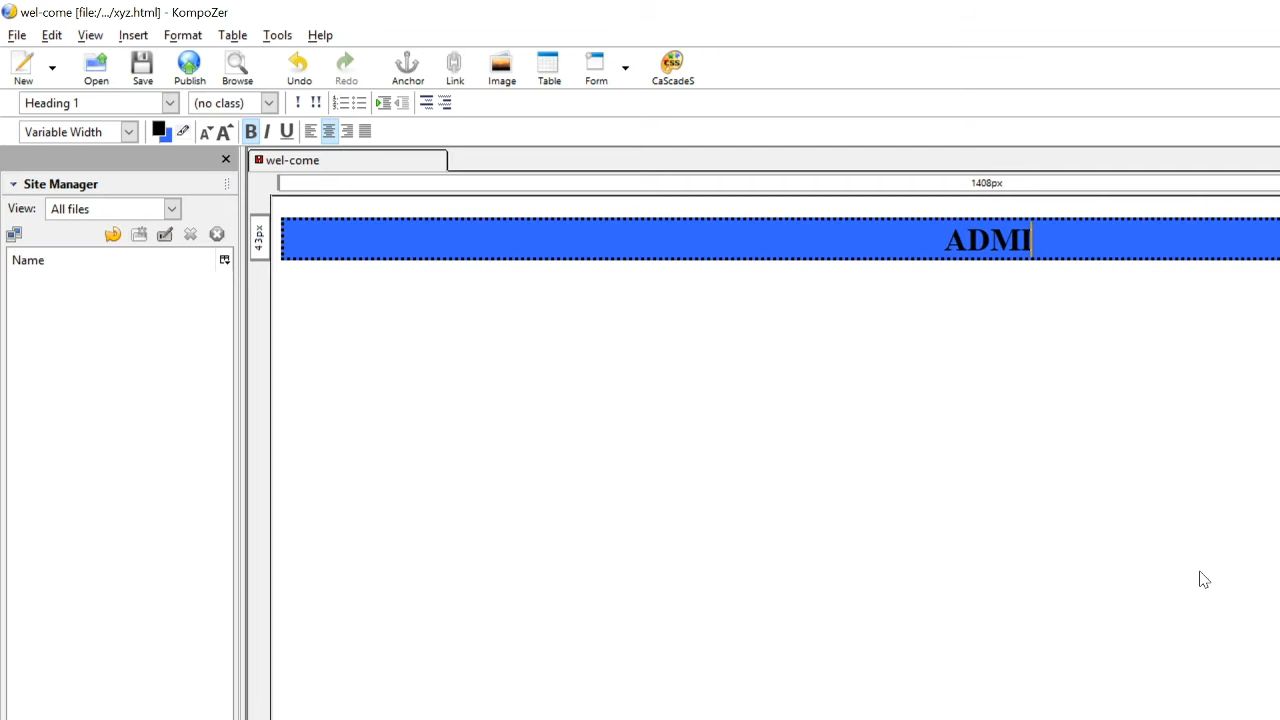 wel-come [file:/.../xyz.html] - KompoZer
File Edit View Insert Format Table Tools Help
New Open Save Publish Browse Undo Redo Anchor Link Image Table Form CaScadeS
Heading 1 (no class) ! !!
Variable Width A A B I U
wel-come
Site Manager
1408px
View: All files
43px
ADMI
Name